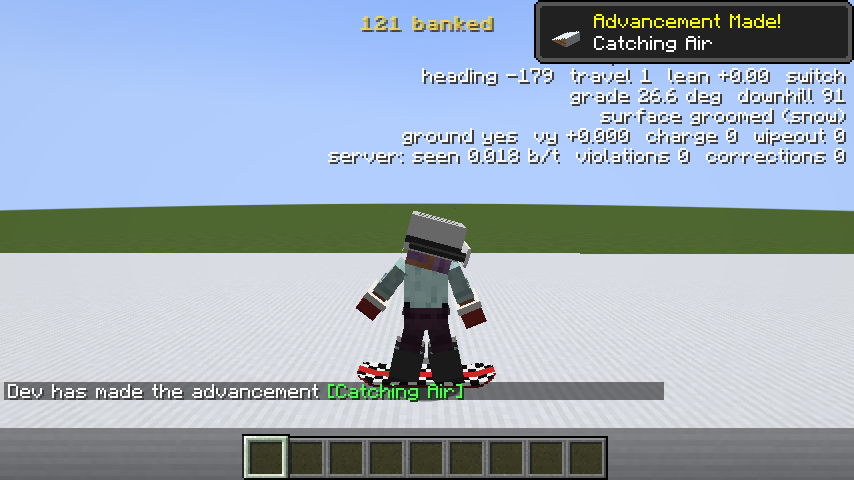 121 banked
Advancement Made!
Catching Air
heading -179 travel 1 lean +0.00 switch
grade 26.6 deg downhill 91
surface groomed (snow)
ground yes vy +0.000 charge 0 wipeout 0
server: seen 0.018 b/t violations 0 corrections 0
Dev has made the advancement [Catching Air]